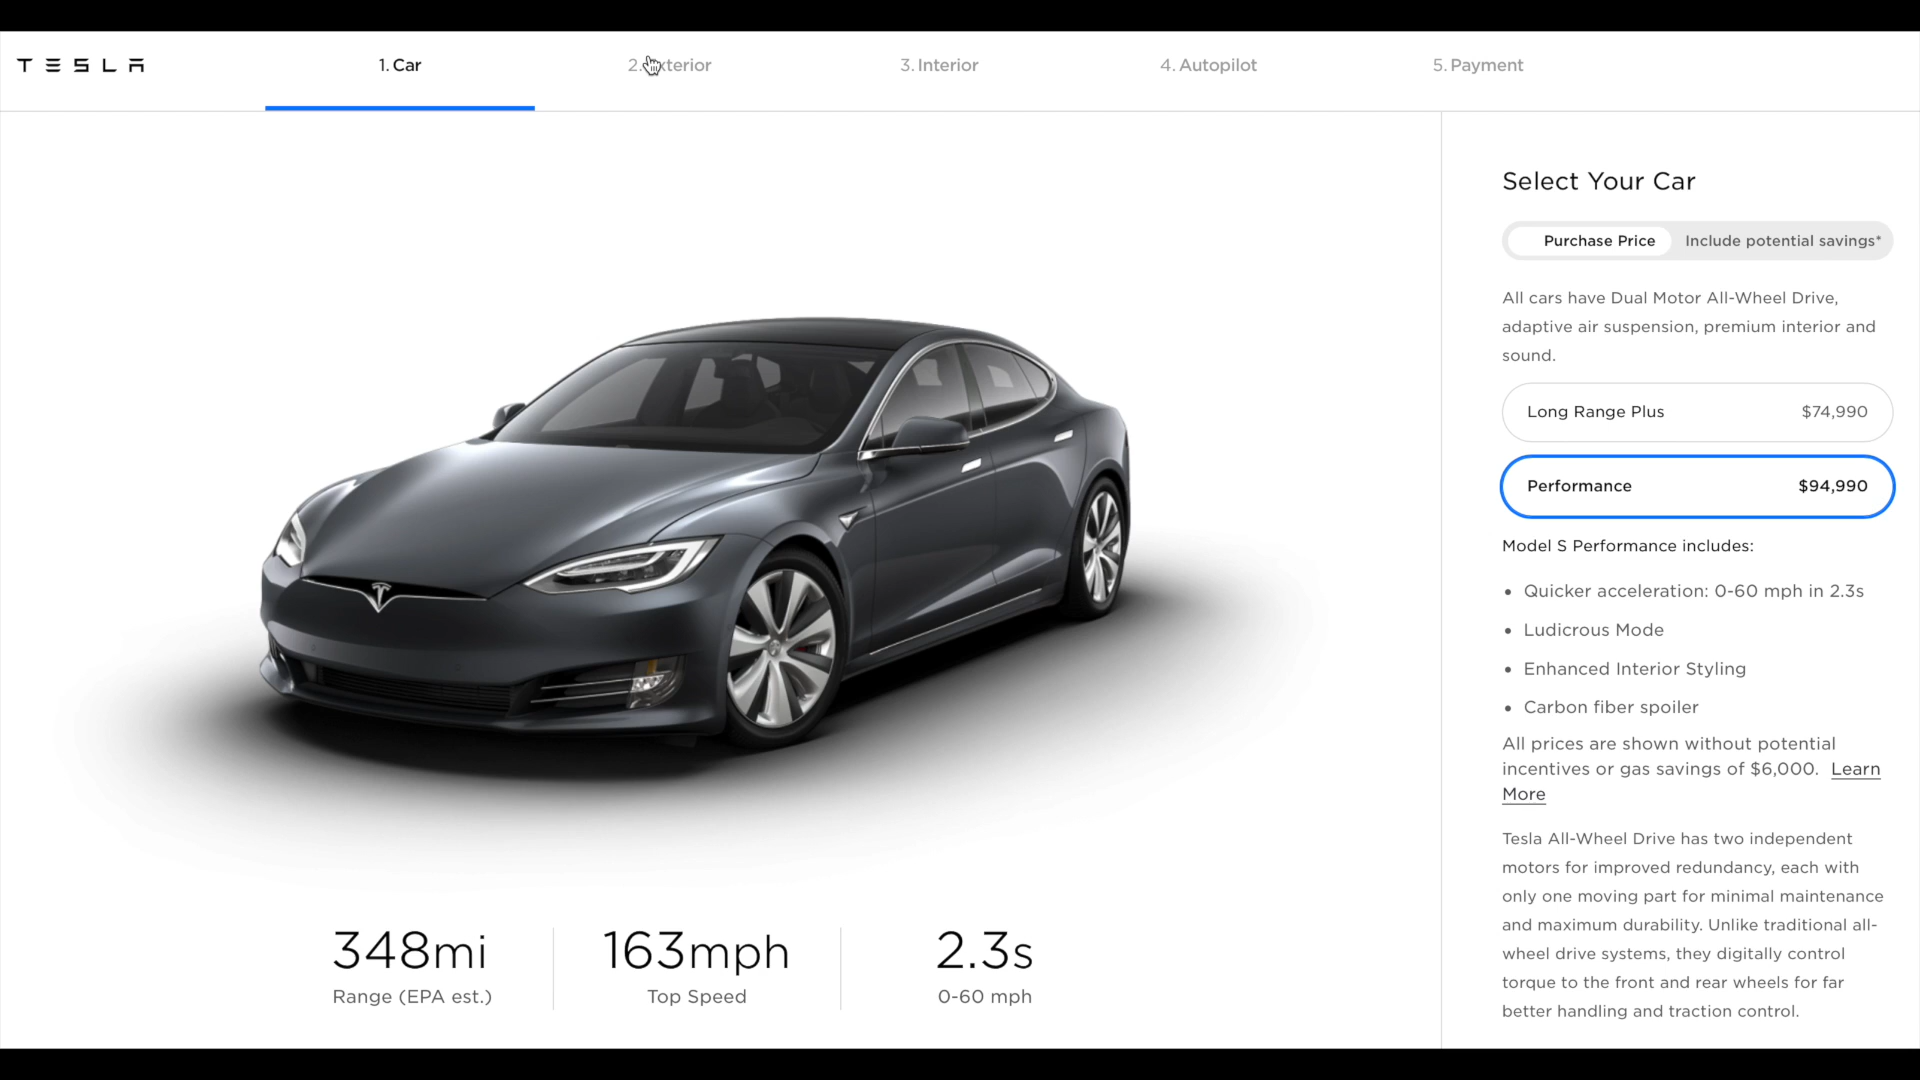 TESLA
1. Car
2. Exterior
3. Interior
4. Autopilot
5. Payment
Select Your Car
Purchase Price
Include potential savings*
All cars have Dual Motor All-Wheel Drive,
adaptive air suspension, premium interior and
sound.
Long Range Plus $74,990
Performance $94,990
Model S Performance includes:
• Quicker acceleration: 0-60 mph in 2.3s
• Ludicrous Mode
• Enhanced Interior Styling
• Carbon fiber spoiler
All prices are shown without potential
incentives or gas savings of $6,000. Learn
More
Tesla All-Wheel Drive has two independent
motors for improved redundancy, each with
only one moving part for minimal maintenance
and maximum durability. Unlike traditional all-
wheel drive systems, they digitally control
torque to the front and rear wheels for far
better handling and traction control.
348mi
Range (EPA est.)
163mph
Top Speed
2.3s
0-60 mph